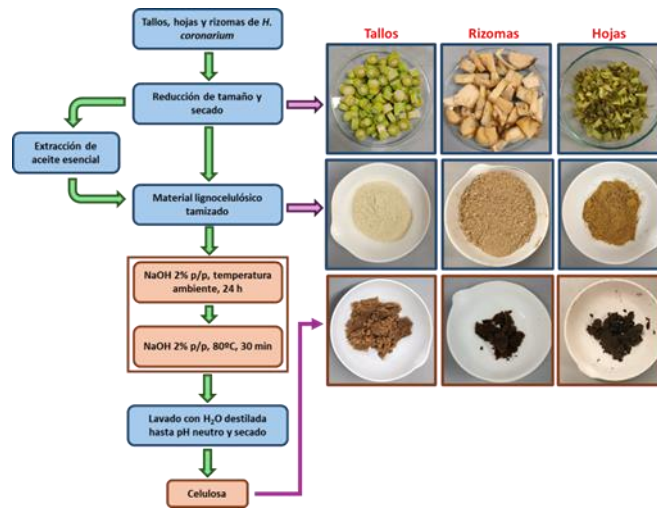 Tallos, hojas y rizomas de H.
coronarium
Tallos
Rizomas
Hojas
Reducción de tamaño y
secado
Extracción de
aceite esencial
Material lignocelulósico
tamizado
NaOH 2% p/p, temperatura
ambiente, 24 h
NaOH 2% p/p, 80ºC, 30 min
Lavado con H₂O destilada
hasta pH neutro y secado
Celulosa